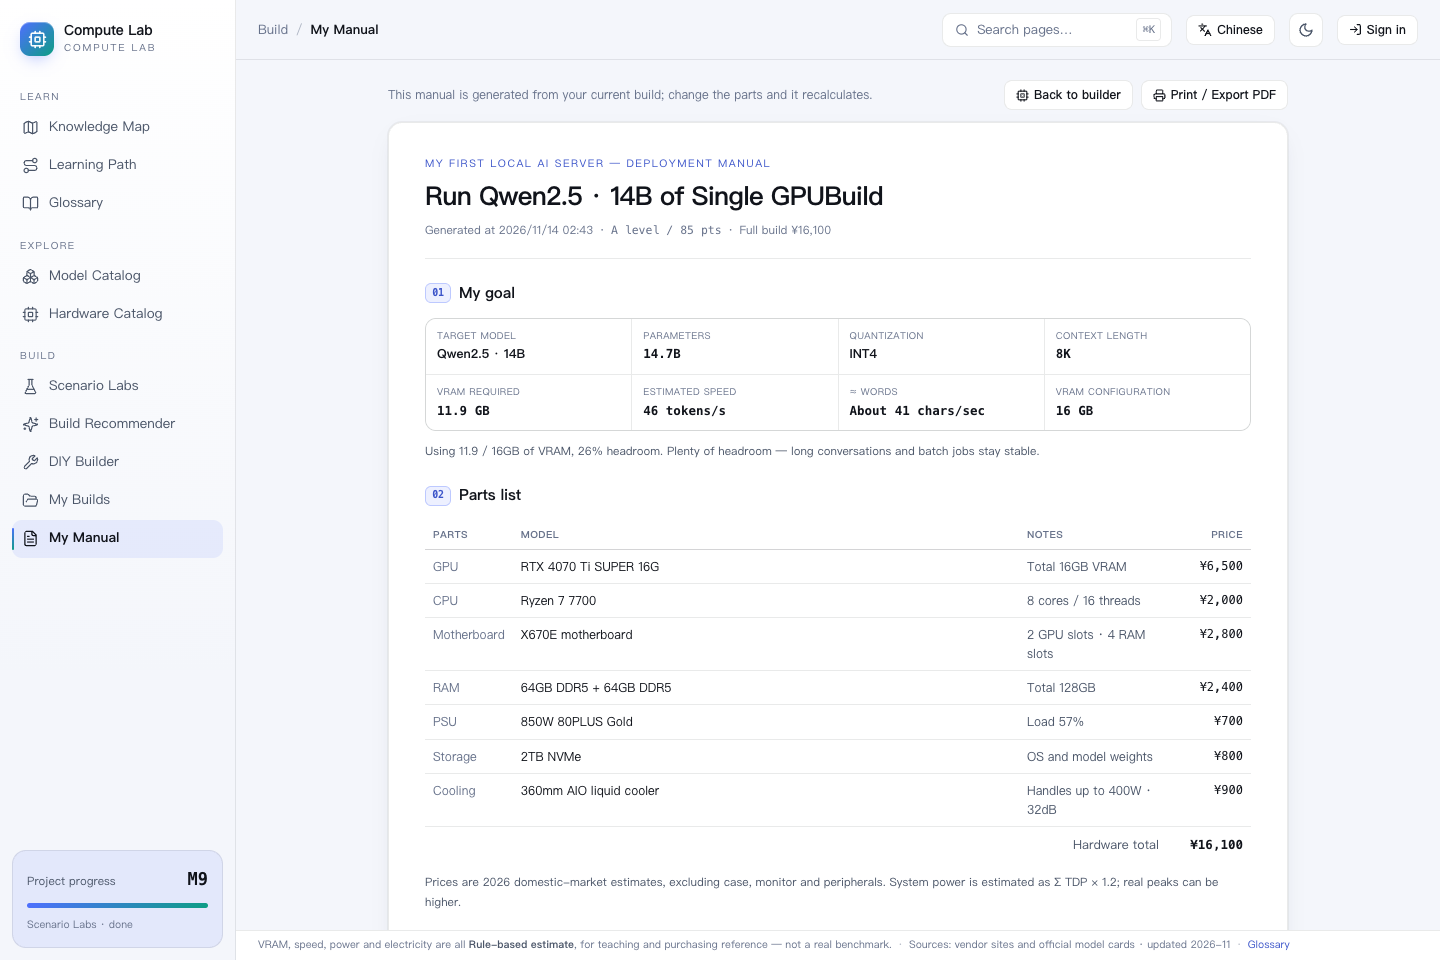 Compute Lab
COMPUTE LAB
LEARN
Knowledge Map
Learning Path
Glossary
EXPLORE
Model Catalog
Hardware Catalog
BUILD
Scenario Labs
Build Recommender
DIY Builder
My Builds
My Manual
Project progress M9
Scenario Labs · done
Build / My Manual
Search pages... ⌘K
Chinese
Sign in
This manual is generated from your current build; change the parts and it recalculates.
Back to builder
Print / Export PDF
MY FIRST LOCAL AI SERVER — DEPLOYMENT MANUAL
Run Qwen2.5 · 14B of Single GPUBuild
Generated at 2026/11/14 02:43 · A level / 85 pts · Full build ¥16,100
01 My goal
TARGET MODEL PARAMETERS QUANTIZATION CONTEXT LENGTH
Qwen2.5 · 14B 14.7B INT4 8K
VRAM REQUIRED ESTIMATED SPEED ≈ WORDS VRAM CONFIGURATION
11.9 GB 46 tokens/s About 41 chars/sec 16 GB
Using 11.9 / 16GB of VRAM, 26% headroom. Plenty of headroom — long conversations and batch jobs stay stable.
02 Parts list
PARTS MODEL NOTES PRICE
GPU RTX 4070 Ti SUPER 16G Total 16GB VRAM ¥6,500
CPU Ryzen 7 7700 8 cores / 16 threads ¥2,000
Motherboard X670E motherboard 2 GPU slots · 4 RAM ¥2,800
slots
RAM 64GB DDR5 + 64GB DDR5 Total 128GB ¥2,400
PSU 850W 80PLUS Gold Load 57% ¥700
Storage 2TB NVMe OS and model weights ¥800
Cooling 360mm AIO liquid cooler Handles up to 400W · ¥900
32dB
Hardware total ¥16,100
Prices are 2026 domestic-market estimates, excluding case, monitor and peripherals. System power is estimated as Σ TDP × 1.2; real peaks can be
higher.
VRAM, speed, power and electricity are all Rule-based estimate, for teaching and purchasing reference — not a real benchmark. · Sources: vendor sites and official model cards · updated 2026-11 · Glossary